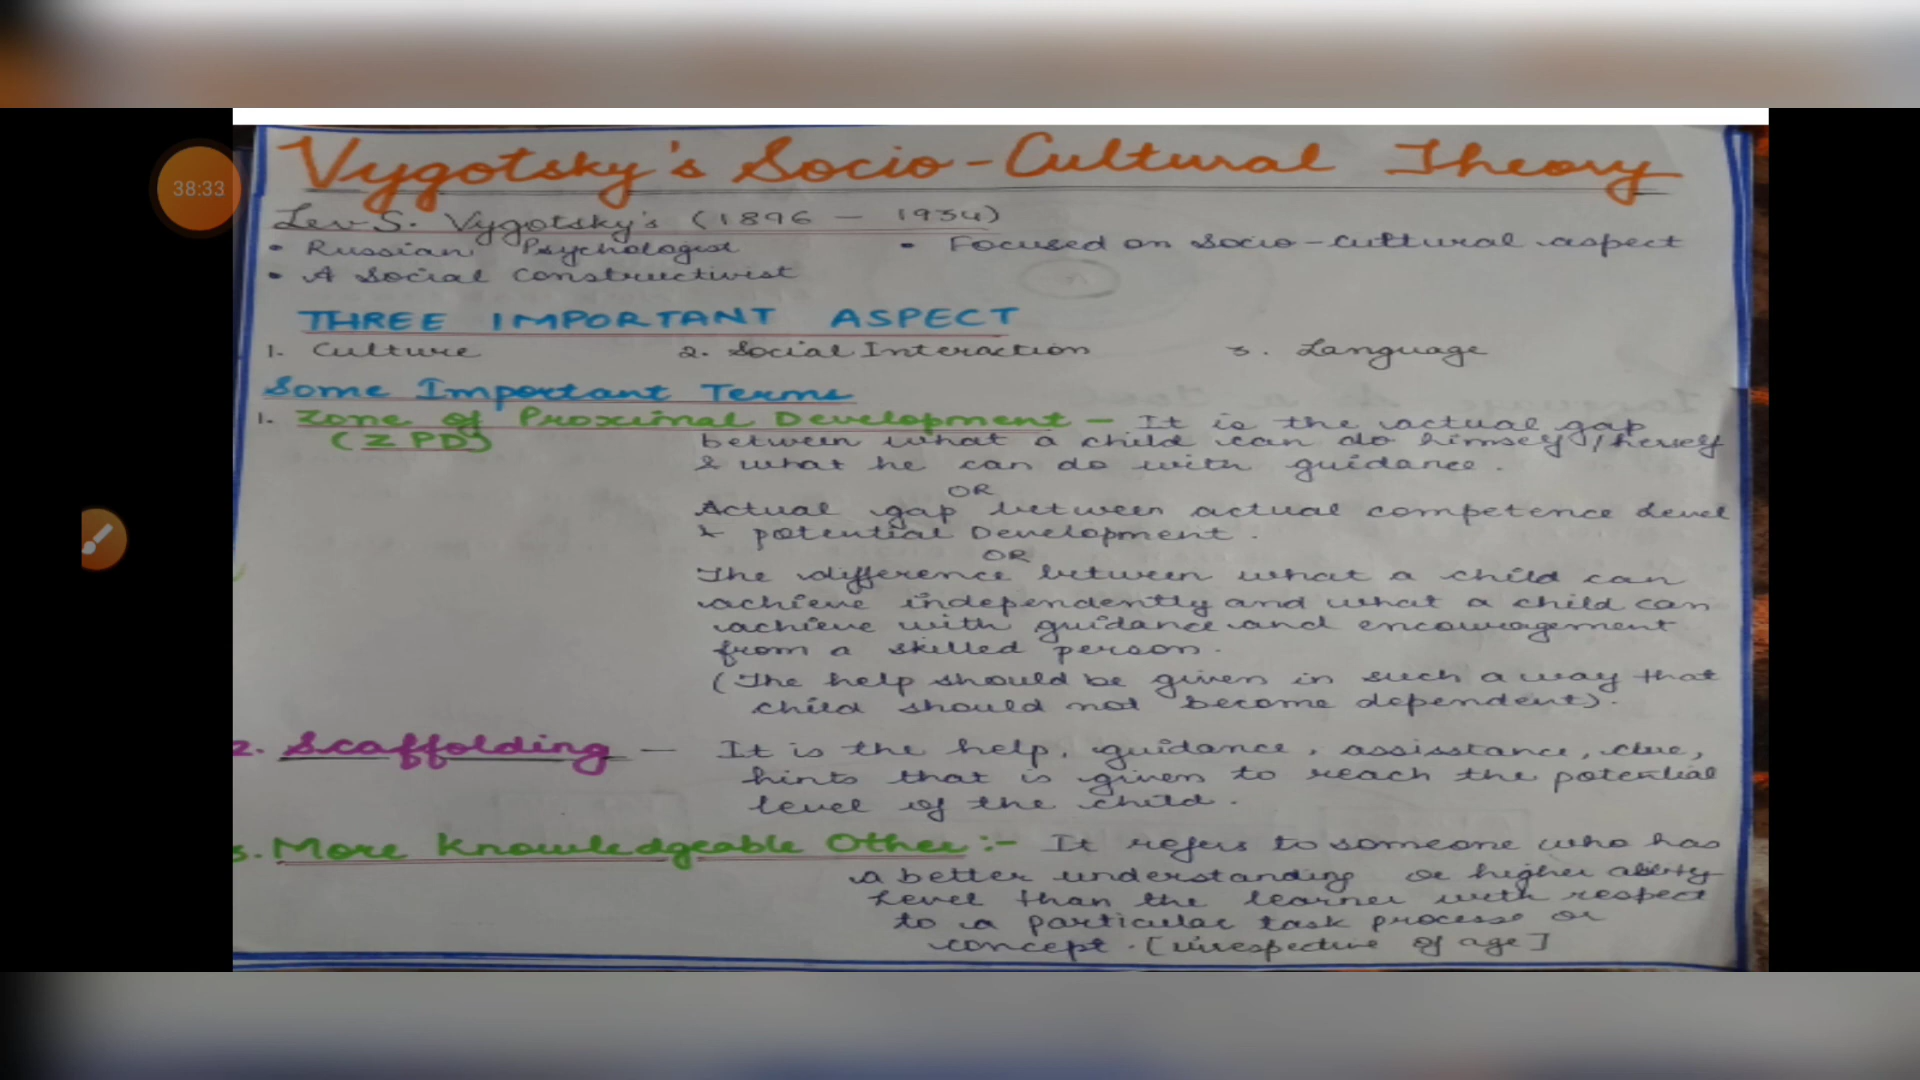 Vygotsky's Socio-Cultural Theory
38:33
Lev S. Vygotsky's (1896 - 1934)
• Russian Psychologist • Focused on Socio-cultural aspect
• A Social Constructivist
THREE IMPORTANT ASPECT
1. Culture 2. Social Interaction 3. Language
Some Important Terms
1. Zone of Proximal Development - It is the actual gap
(ZPD) between what a child can do himself/herself
& what he can do with guidance.
OR
Actual gap between actual competence level
& potential Development.
OR
The difference between what a child can
achieve independently and what a child can
achieve with guidance and encouragement
from a skilled person.
(The help should be given in such a way that
child should not become dependent).
2. Scaffolding - It is the help, guidance, assisstance, clue,
hints that is given to reach the potential
level of the child.
3. More Knowledgeable Other :- It refers to someone who has
a better understanding or higher ability
level than the learner with respect
to a particular task process or
concept. [irrespective of age]